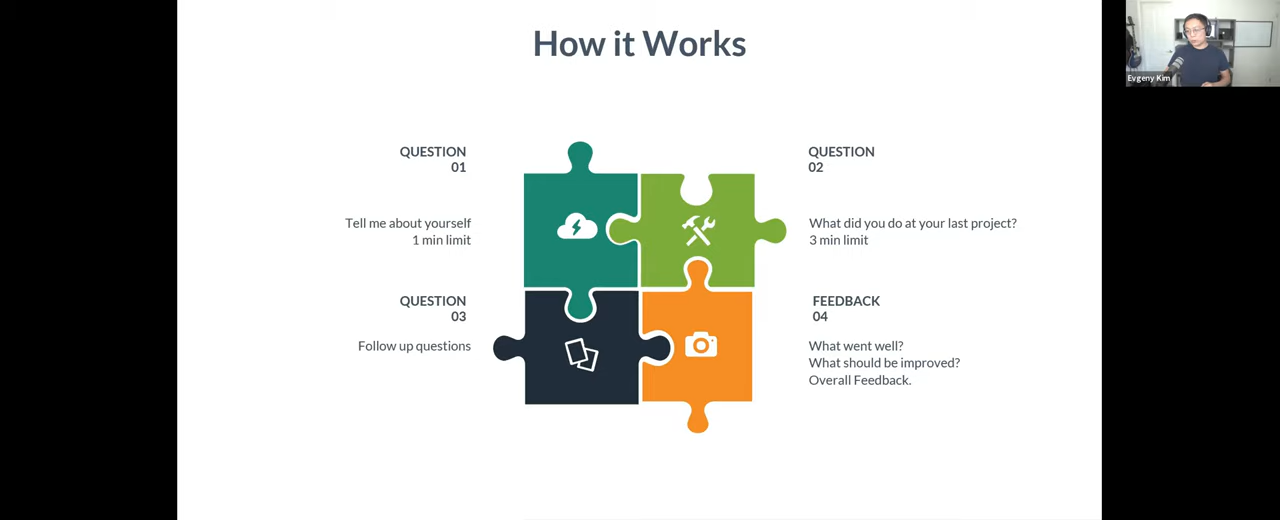 How it Works
Evgeny Kim
QUESTION
01
Tell me about yourself
1 min limit
QUESTION
02
What did you do at your last project?
3 min limit
QUESTION
03
Follow up questions
FEEDBACK
04
What went well?
What should be improved?
Overall Feedback.